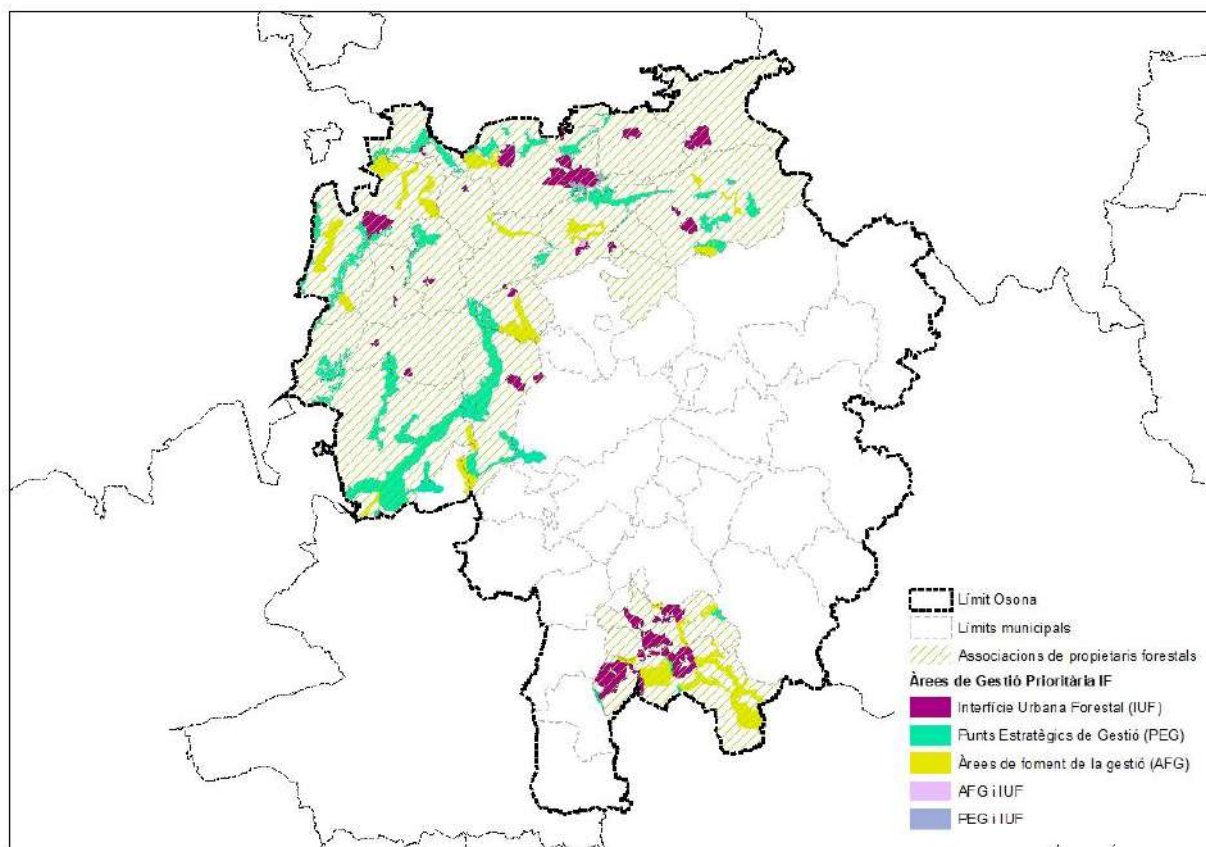 Límit Osona
Límits municipals
Associacions de propietaris forestals
Àrees de Gestió Prioritària IF
Interfície Urbana Forestal (IUF)
Punts Estratègics de Gestió (PEG)
Àrees de foment de la gestió (AFG)
AFG i IUF
PEG i IUF